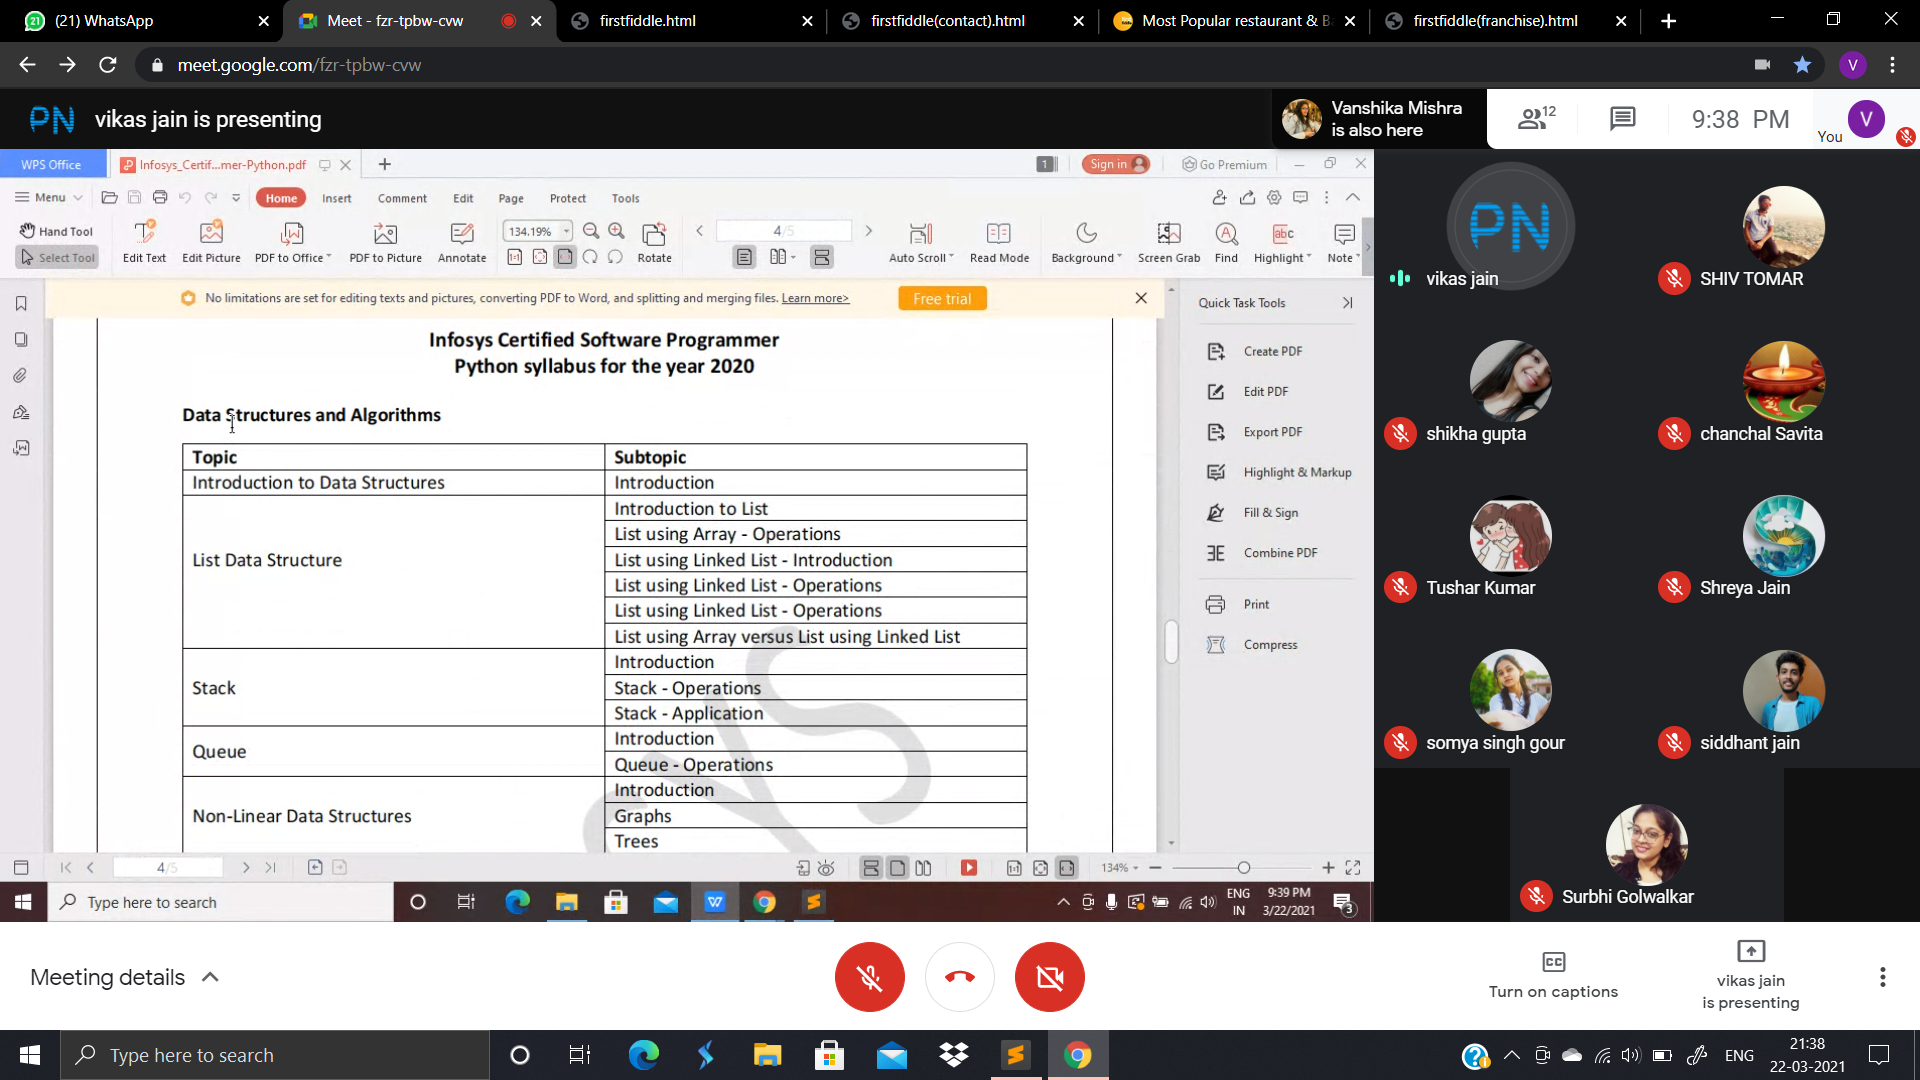 (21) WhatsApp
Meet - fzr-tpbw-cvw
firstfiddle.html
firstfiddle(contact).html
Most Popular restaurant & B
firstfiddle(franchise).html
meet.google.com/fzr-tpbw-cvw
V
PN vikas jain is presenting
Vanshika Mishra
is also here
12
9:38 PM
You
V
WPS Office
Infosys_Certif...mer-Python.pdf
1
Sign in
Go Premium
Menu
Home
Insert
Comment
Edit
Page
Protect
Tools
Hand Tool
Select Tool
Edit Text
Edit Picture
PDF to Office
PDF to Picture
Annotate
134.19%
Rotate
4/5
Auto Scroll
Read Mode
Background
Screen Grab
Find
Highlight
Note
No limitations are set for editing texts and pictures, converting PDF to Word, and splitting and merging files. Learn more>
Free trial
Infosys Certified Software Programmer
Python syllabus for the year 2020
Data Structures and Algorithms
Topic Subtopic
Introduction to Data Structures Introduction
Introduction to List
List using Array - Operations
List Data Structure List using Linked List - Introduction
List using Linked List - Operations
List using Linked List - Operations
List using Array versus List using Linked List
Introduction
Stack Stack - Operations
Stack - Application
Introduction
Queue
Queue - Operations
Introduction
Non-Linear Data Structures Graphs
Trees
Quick Task Tools
Create PDF
Edit PDF
Export PDF
Highlight & Markup
Fill & Sign
Combine PDF
Print
Compress
4/5
134%
Type here to search
ENG
IN
9:39 PM
3/22/2021
3
PN
vikas jain
SHIV TOMAR
shikha gupta
chanchal Savita
Tushar Kumar
Shreya Jain
somya singh gour
siddhant jain
Surbhi Golwalkar
Meeting details
Turn on captions
vikas jain
is presenting
Type here to search
ENG
21:38
22-03-2021